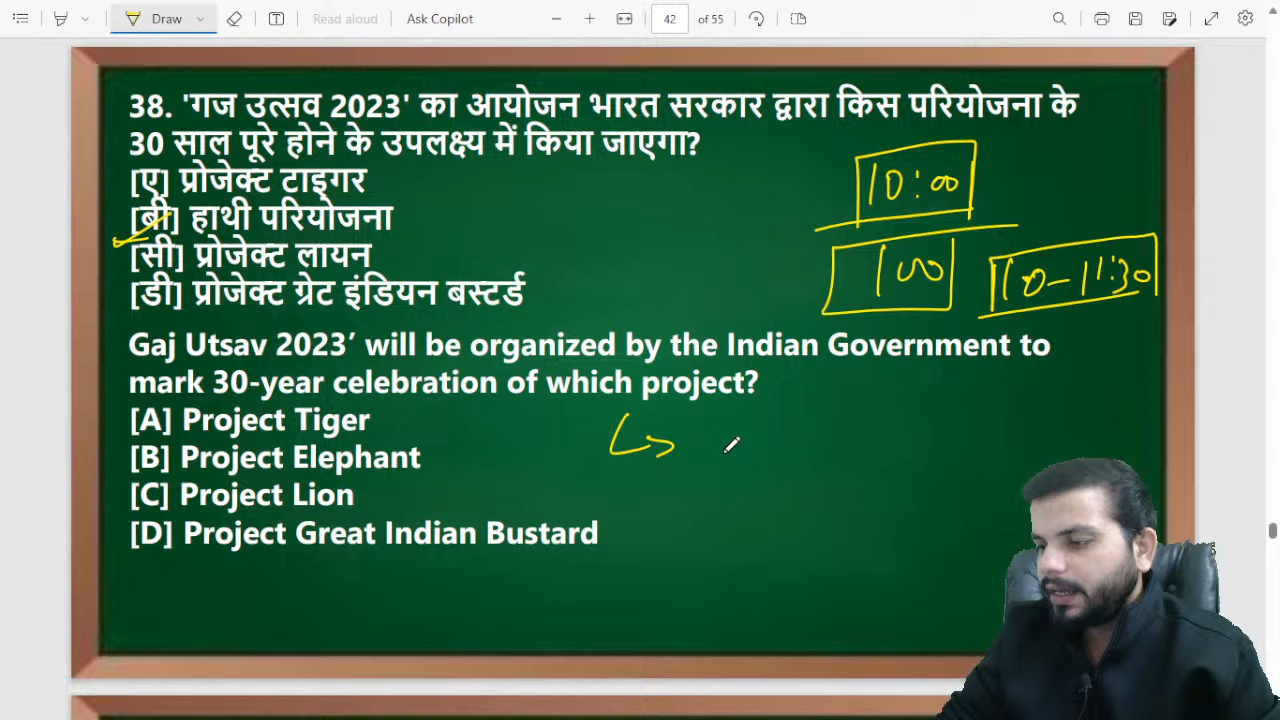 Draw
Read aloud
Ask Copilot
42
of 55
38. 'गज उत्सव 2023' का आयोजन भारत सरकार द्वारा किस परियोजना के
30 साल पूरे होने के उपलक्ष्य में किया जाएगा?
[ए] प्रोजेक्ट टाइगर
[बी] हाथी परियोजना
[सी] प्रोजेक्ट लायन
[डी] प्रोजेक्ट ग्रेट इंडियन बस्टर्ड
10:00
100
10-11:30
Gaj Utsav 2023’ will be organized by the Indian Government to
mark 30-year celebration of which project?
[A] Project Tiger
[B] Project Elephant
[C] Project Lion
[D] Project Great Indian Bustard